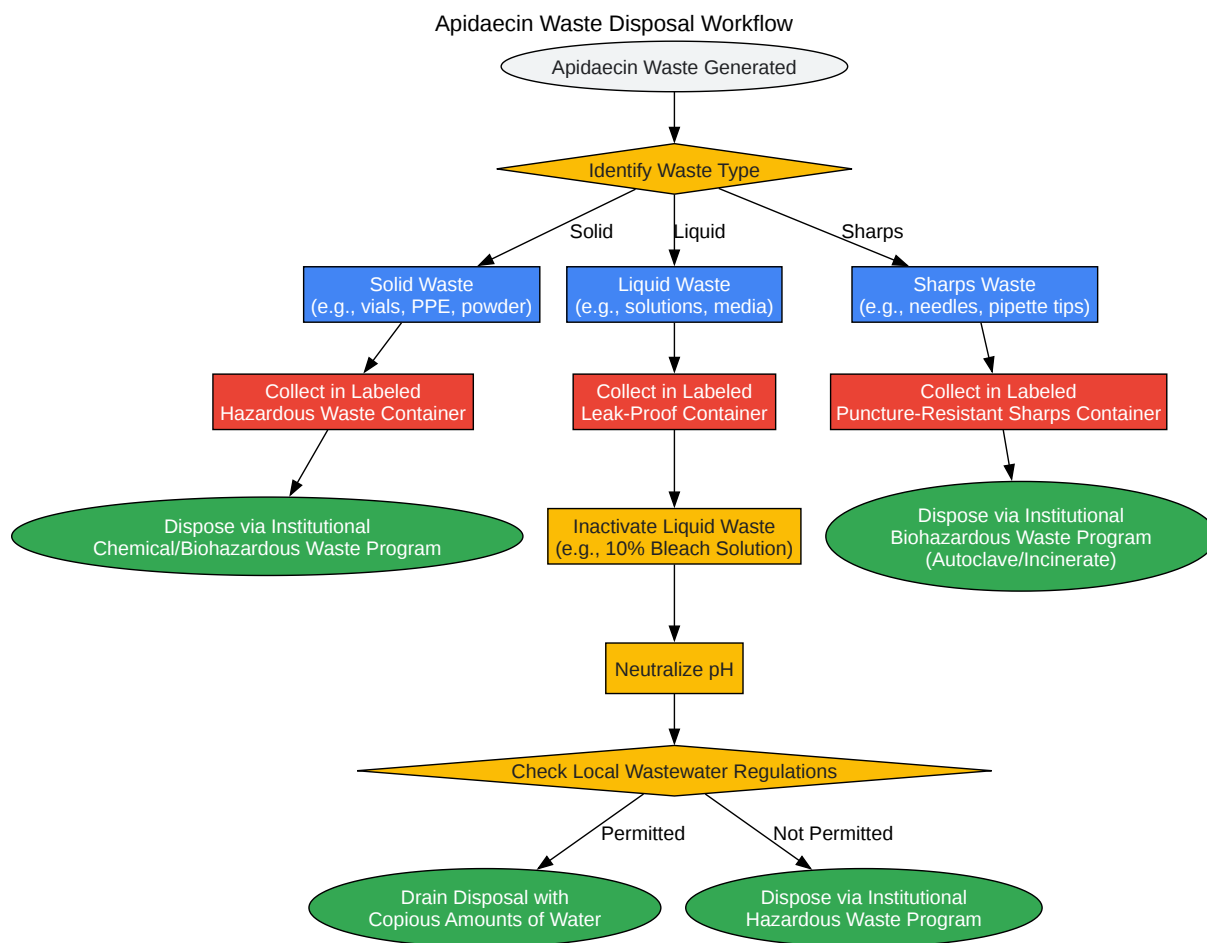 Apidaecin Waste Disposal Workflow
Apidaecin Waste Generated
Identify Waste Type
Solid
Liquid
Sharps
Solid Waste
(e.g., vials, PPE, powder)
Liquid Waste
(e.g., solutions, media)
Sharps Waste
(e.g., needles, pipette tips)
Collect in Labeled
Hazardous Waste Container
Collect in Labeled
Leak-Proof Container
Collect in Labeled
Puncture-Resistant Sharps Container
Dispose via Institutional
Chemical/Biohazardous Waste Program
Inactivate Liquid Waste
(e.g., 10% Bleach Solution)
Dispose via Institutional
Biohazardous Waste Program
(Autoclave/Incinerate)
Neutralize pH
Check Local Wastewater Regulations
Permitted
Not Permitted
Drain Disposal with
Copious Amounts of Water
Dispose via Institutional
Hazardous Waste Program